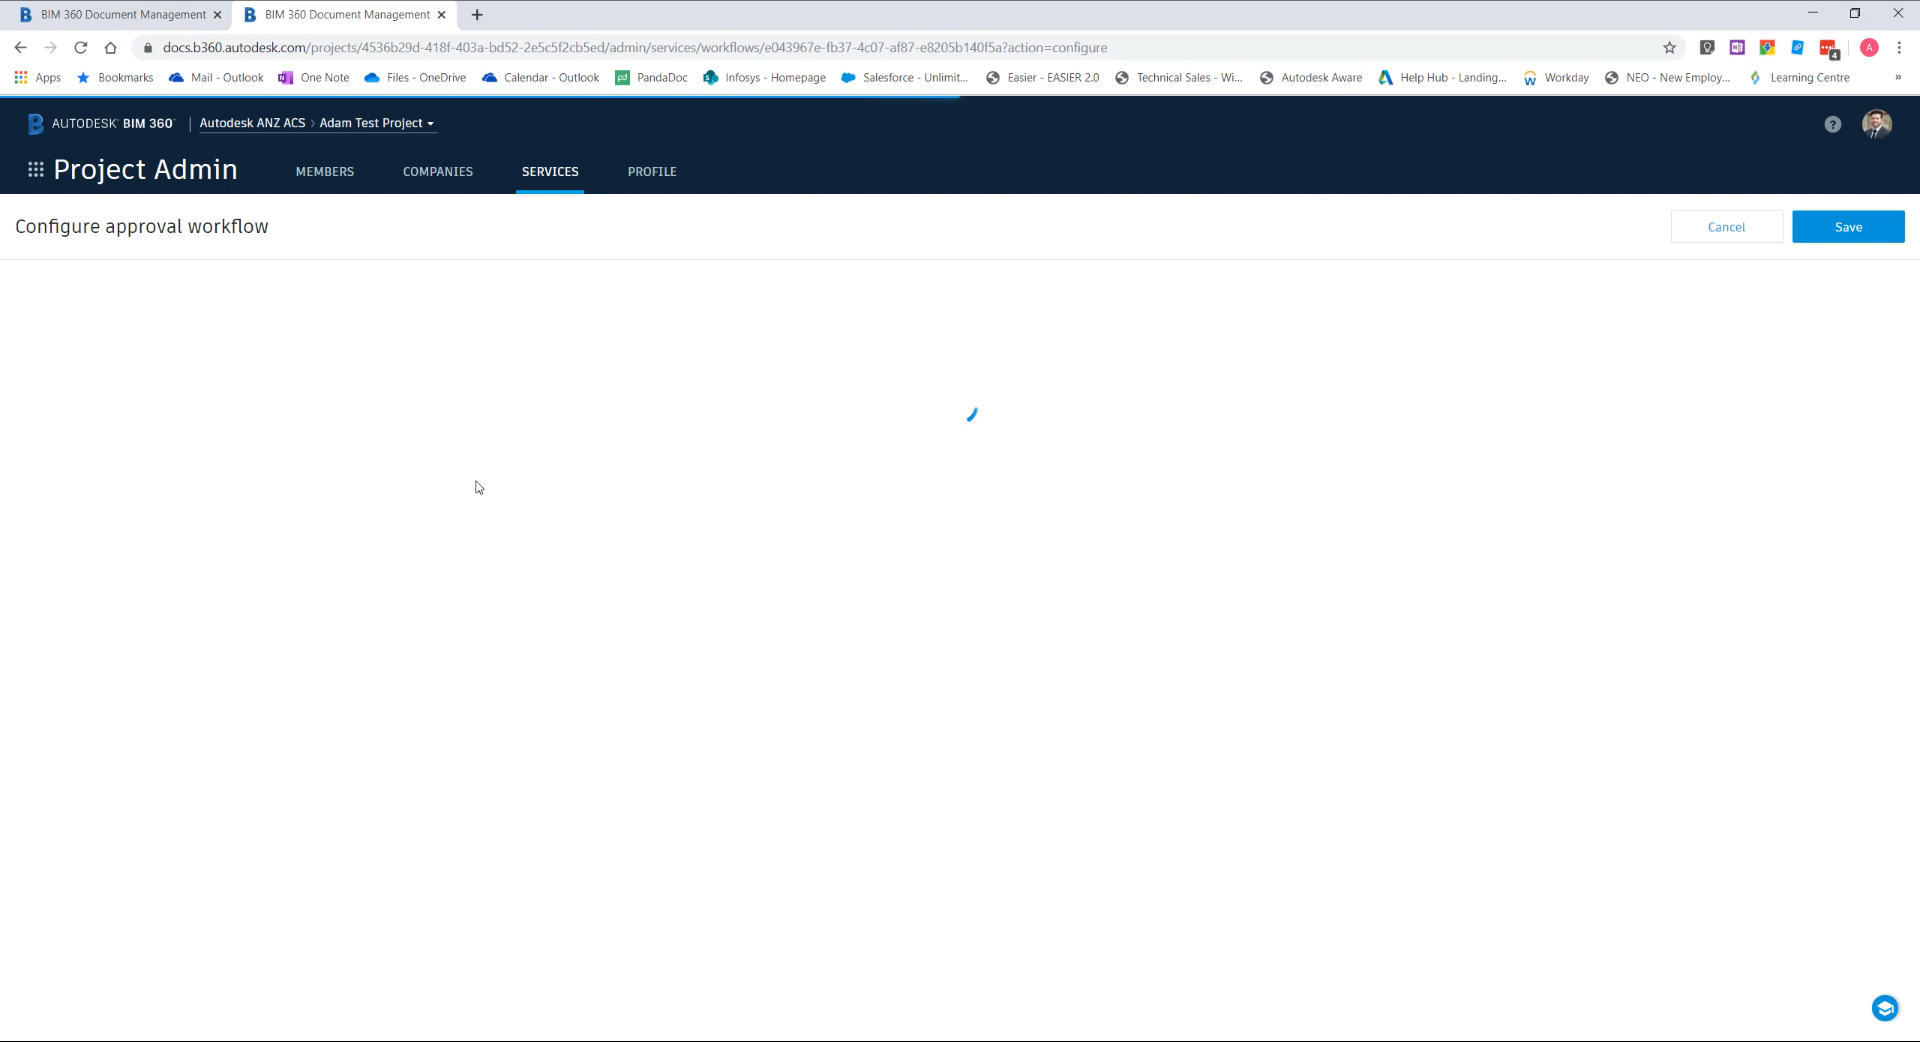 BIM 360 Document Management
BIM 360 Document Management
docs.b360.autodesk.com/projects/4536b29d-418f-403a-bd52-2e5c5f2cb5ed/admin/services/workflows/e043967e-fb37-4c07-af87-e8205b140f5a?action=configure
4
A
Apps Bookmarks Mail - Outlook One Note Files - OneDrive Calendar - Outlook PandaDoc Infosys - Homepage Salesforce - Unlimit... Easier - EASIER 2.0 Technical Sales - Wi... Autodesk Aware Help Hub - Landing... Workday NEO - New Employ... Learning Centre »
AUTODESK® BIM 360™ | Autodesk ANZ ACS › Adam Test Project
?
Project Admin MEMBERS COMPANIES SERVICES PROFILE
Configure approval workflow Cancel Save